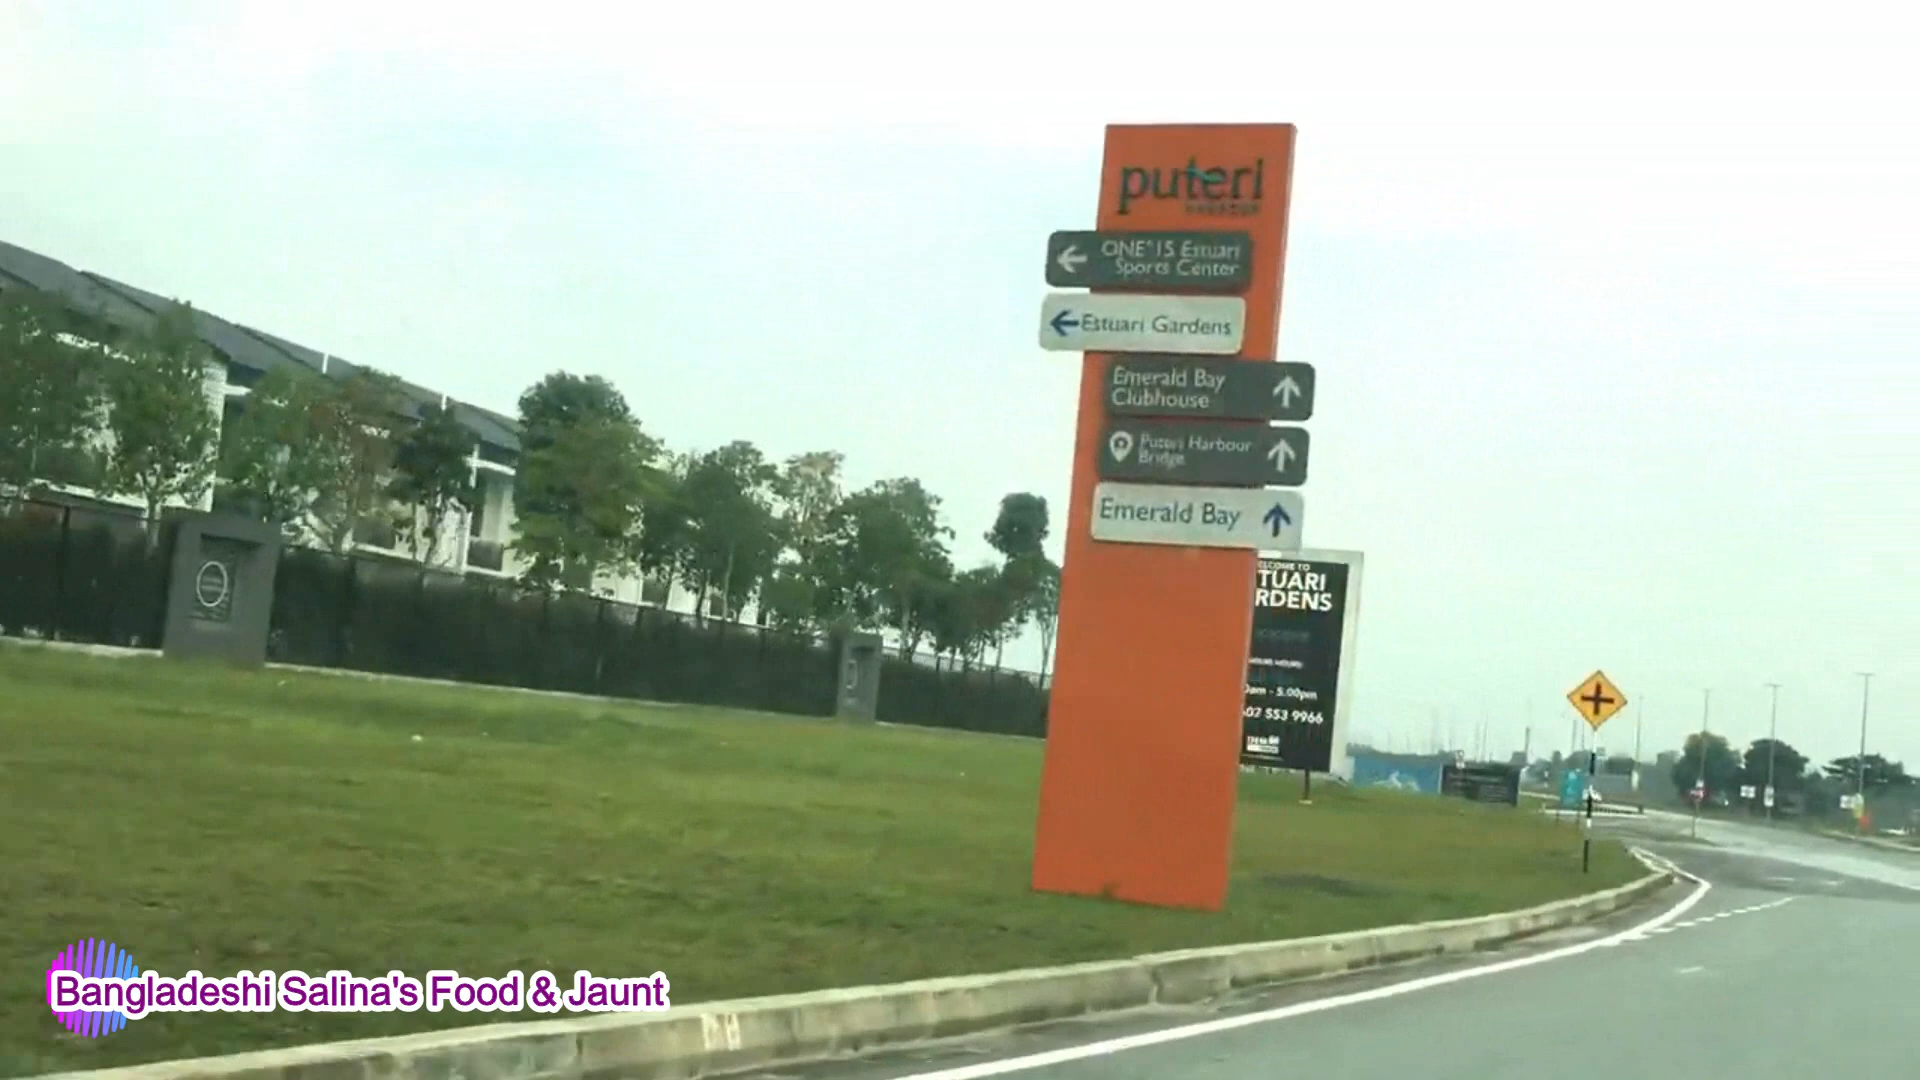 puteri
HARBOUR
ONE°15 Estuari
Sports Center
Estuari Gardens
Emerald Bay
Clubhouse
Puteri Harbour
Bridge
Emerald Bay
TUARI
RDENS
5.00pm
07 553 9966
Bangladeshi Salina's Food & Jaunt